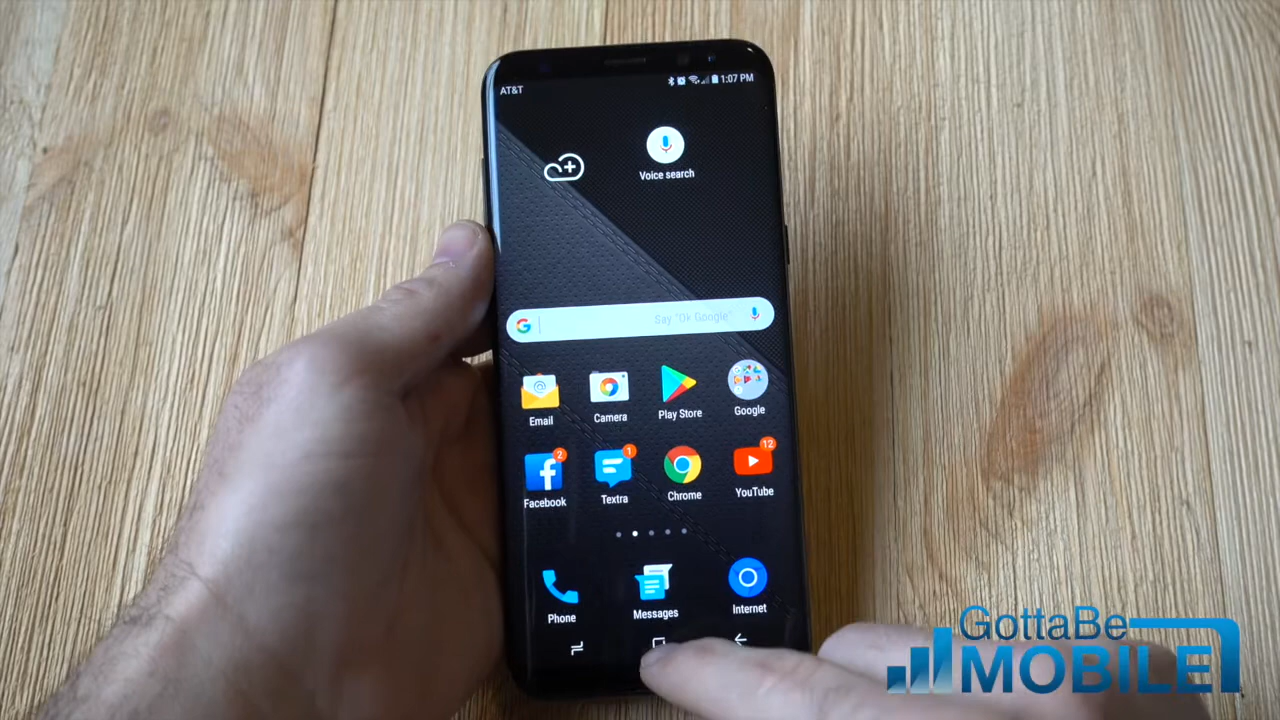 AT&T
1:07 PM
Voice search
Say "Ok Google"
Email
Camera
Play Store
Google
2
1
12
Facebook
Textra
Chrome
YouTube
Phone
Messages
Internet
GottaBe
MOBILE